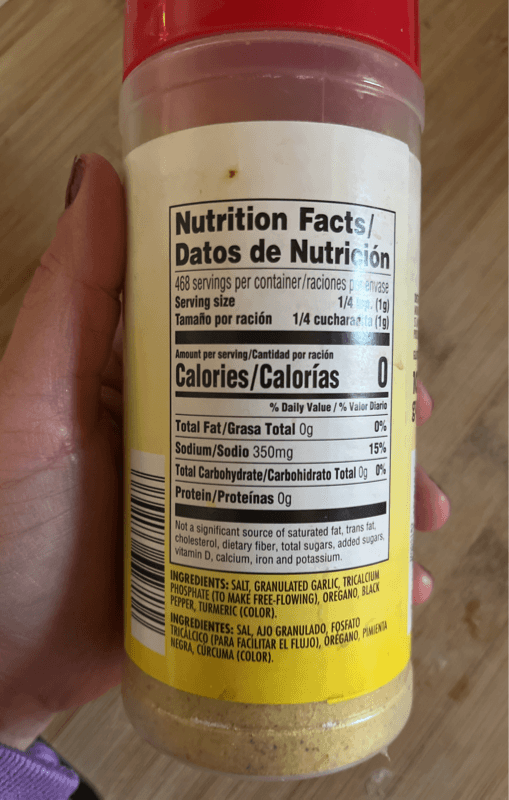 Nutrition Facts/
Datos de Nutrición
468 servings per container/raciones por envase
Serving size 1/4 (1g)
Tamaño por ración 1/4 cucharadita (1g)
Amount per serving/Cantidad por ración
Calories/Calorías 0
% Daily Value / % Valor Diario
Total Fat/Grasa Total 0g 0%
Sodium/Sodio 350mg 15%
Total Carbohydrate/Carbohidrato Total 0g 0%
Protein/Proteínas 0g
Not a significant source of saturated fat, trans fat,
cholesterol, dietary fiber, total sugars, added sugars,
vitamin D, calcium, iron and potassium.
INGREDIENTS: SALT, GRANULATED GARLIC, TRICALCIUM
PHOSPHATE (TO MAKE FREE-FLOWING), OREGANO, BLACK
PEPPER, TURMERIC (COLOR).
INGREDIENTES: SAL, AJO GRANULADO, FOSFATO
TRICÁLCICO (PARA FACILITAR EL FLUJO), ORÉGANO, PIMIENTA
NEGRA, CÚRCUMA (COLOR).